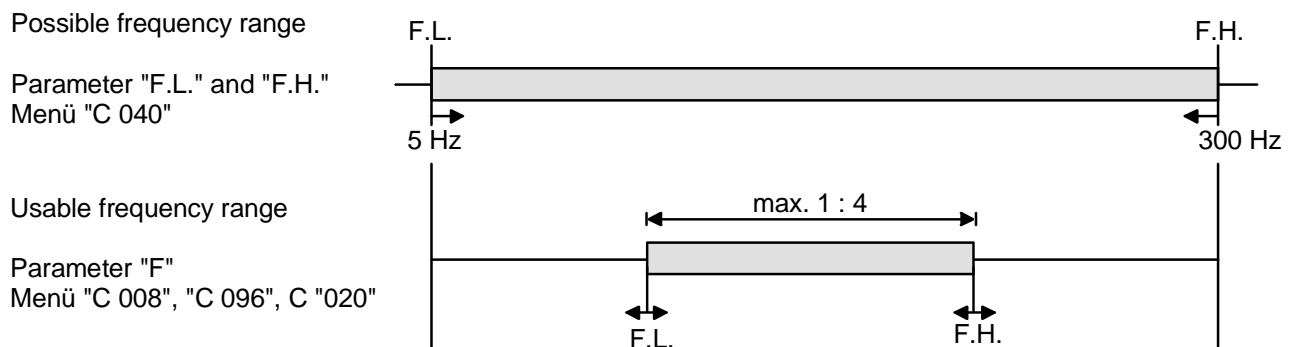 Possible frequency range
F.L.
F.H.
Parameter "F.L." and "F.H."
Menü "C 040"
5 Hz
300 Hz
Usable frequency range
max. 1 : 4
Parameter "F"
Menü "C 008", "C 096", C "020"
F.L.
F.H.